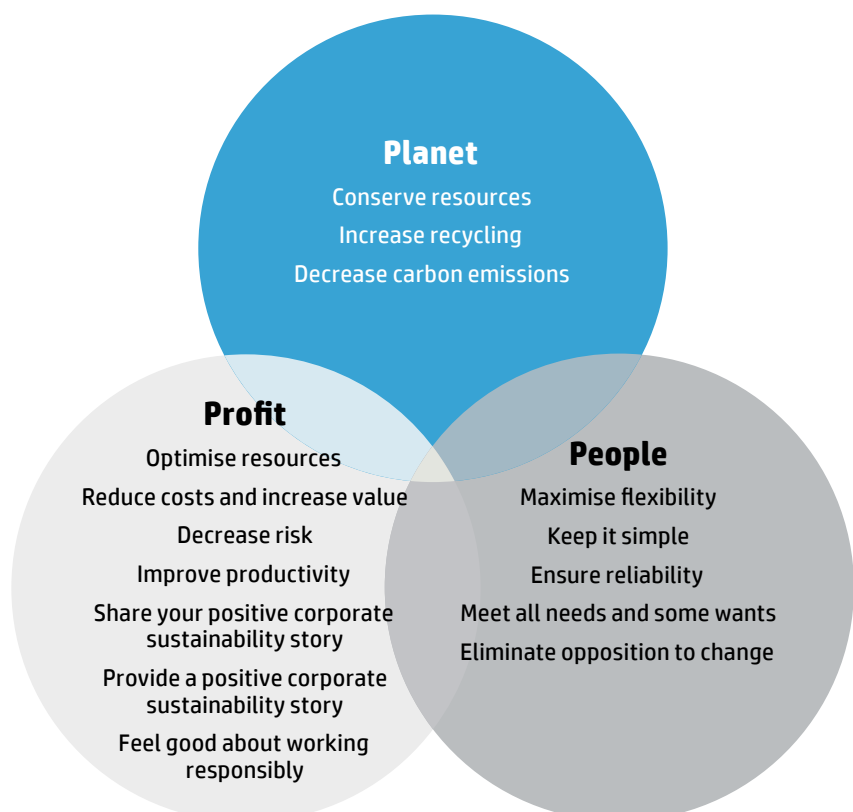 Planet
Conserve resources
Increase recycling
Decrease carbon emissions
Profit
Optimise resources
Reduce costs and increase value
Decrease risk
Improve productivity
Share your positive corporate
sustainability story
Provide a positive corporate
sustainability story
Feel good about working
responsibly
People
Maximise flexibility
Keep it simple
Ensure reliability
Meet all needs and some wants
Eliminate opposition to change